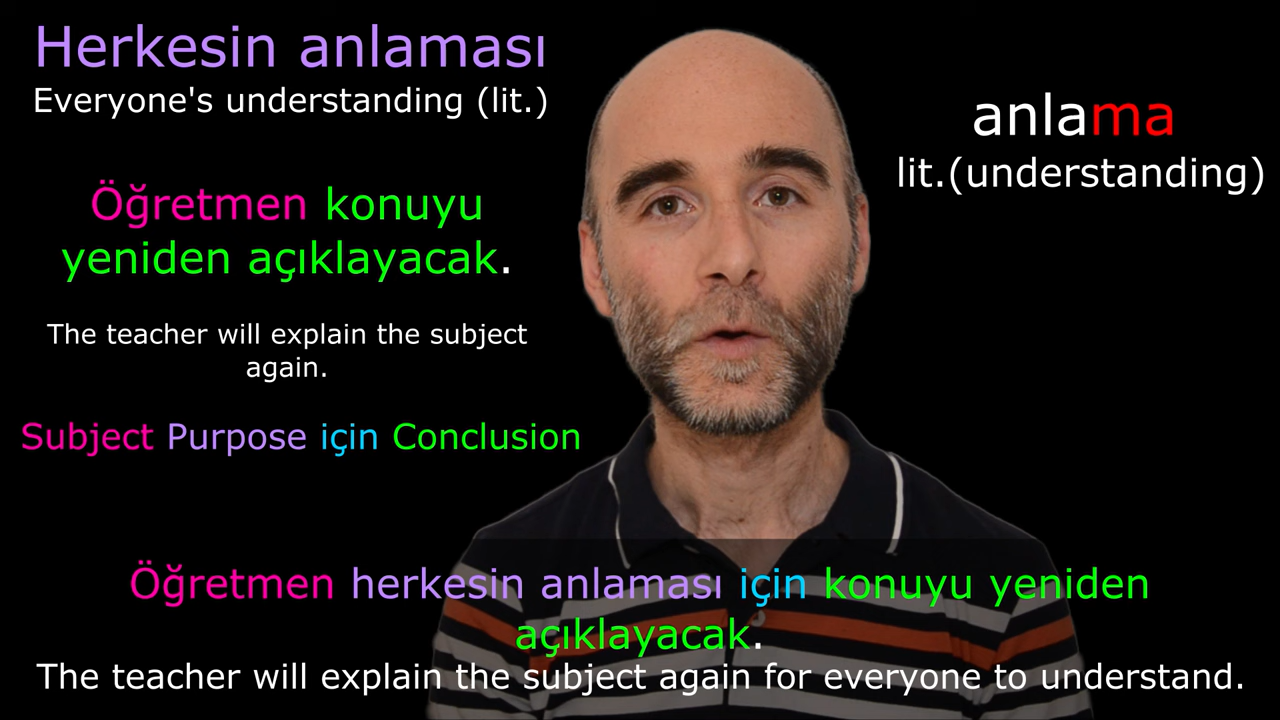 Herkesin anlaması
Everyone's understanding (lit.)
anlama
lit.(understanding)
Öğretmen konuyu
yeniden açıklayacak.
The teacher will explain the subject
again.
Subject Purpose için Conclusion
Öğretmen herkesin anlaması için konuyu yeniden
açıklayacak.
The teacher will explain the subject again for everyone to understand.